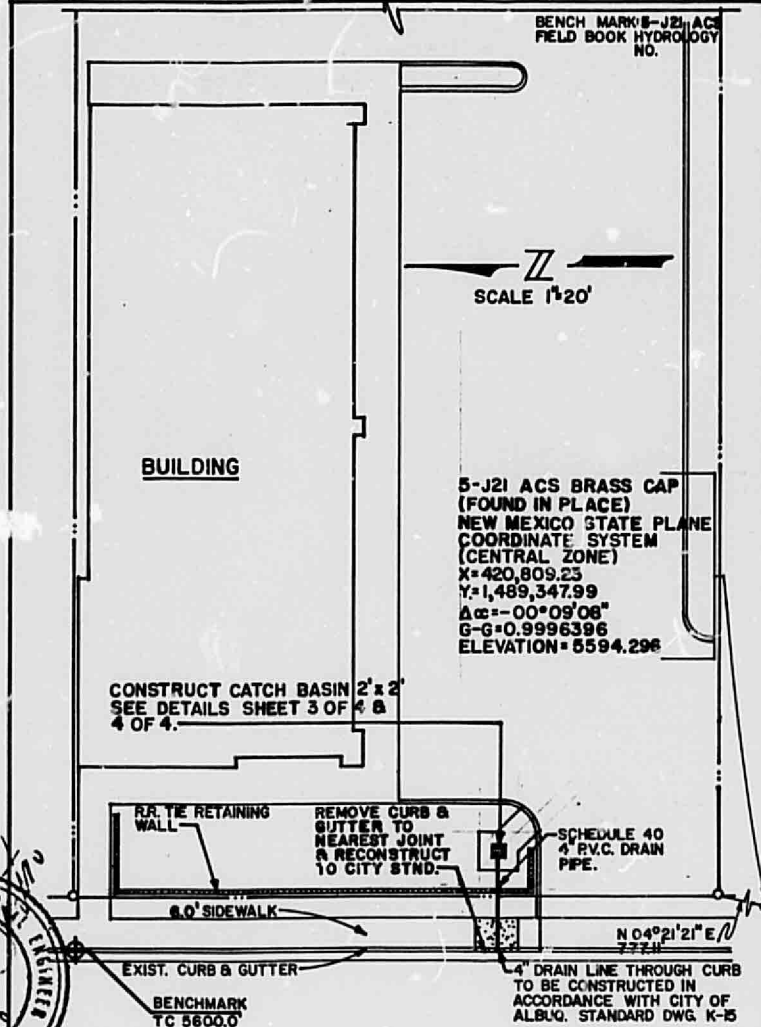 BENCH MARK 5-J21 ACS
FIELD BOOK HYDROLOGY
NO.
SCALE 1"=20'
BUILDING
5-J21 ACS BRASS CAP
(FOUND IN PLACE)
NEW MEXICO STATE PLANE
COORDINATE SYSTEM
(CENTRAL ZONE)
X=420,809.23
Y=1,489,347.99
Δ∝=-00°09'08"
G-G=0.9996396
ELEVATION=5594.296
CONSTRUCT CATCH BASIN 2'x 2'
SEE DETAILS SHEET 3 OF 4 &
4 OF 4.
R.R. TIE RETAINING
WALL
REMOVE CURB &
GUTTER TO
NEAREST JOINT
& RECONSTRUCT
TO CITY STND.
SCHEDULE 40
4" P.V.C. DRAIN
PIPE.
6.0' SIDEWALK
N 04°21'21" E
777.11'
EXIST. CURB & GUTTER
4" DRAIN LINE THROUGH CURB
TO BE CONSTRUCTED IN
ACCORDANCE WITH CITY OF
ALBUQ. STANDARD DWG. K-15
BENCHMARK
TC 5600.0'
ENGINEER